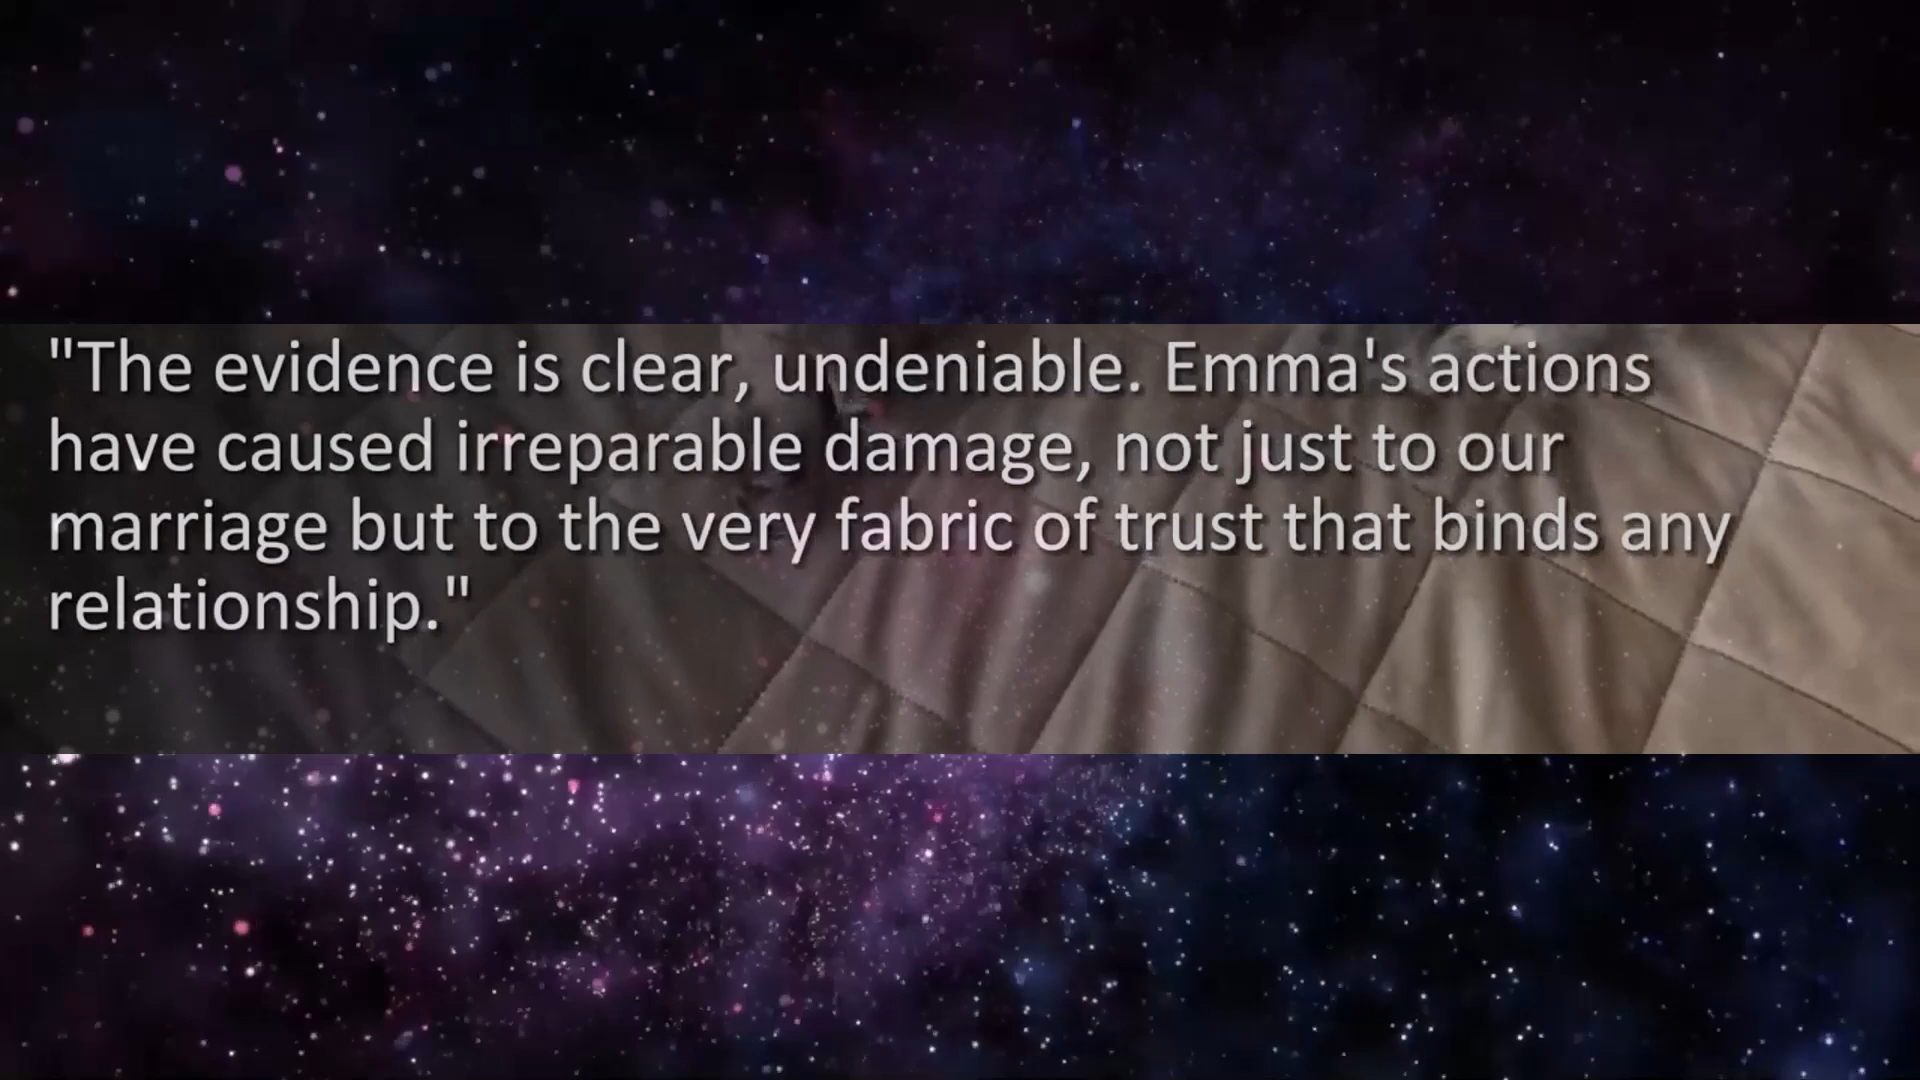 "The evidence is clear, undeniable. Emma's actions
have caused irreparable damage, not just to our
marriage but to the very fabric of trust that binds any
relationship."